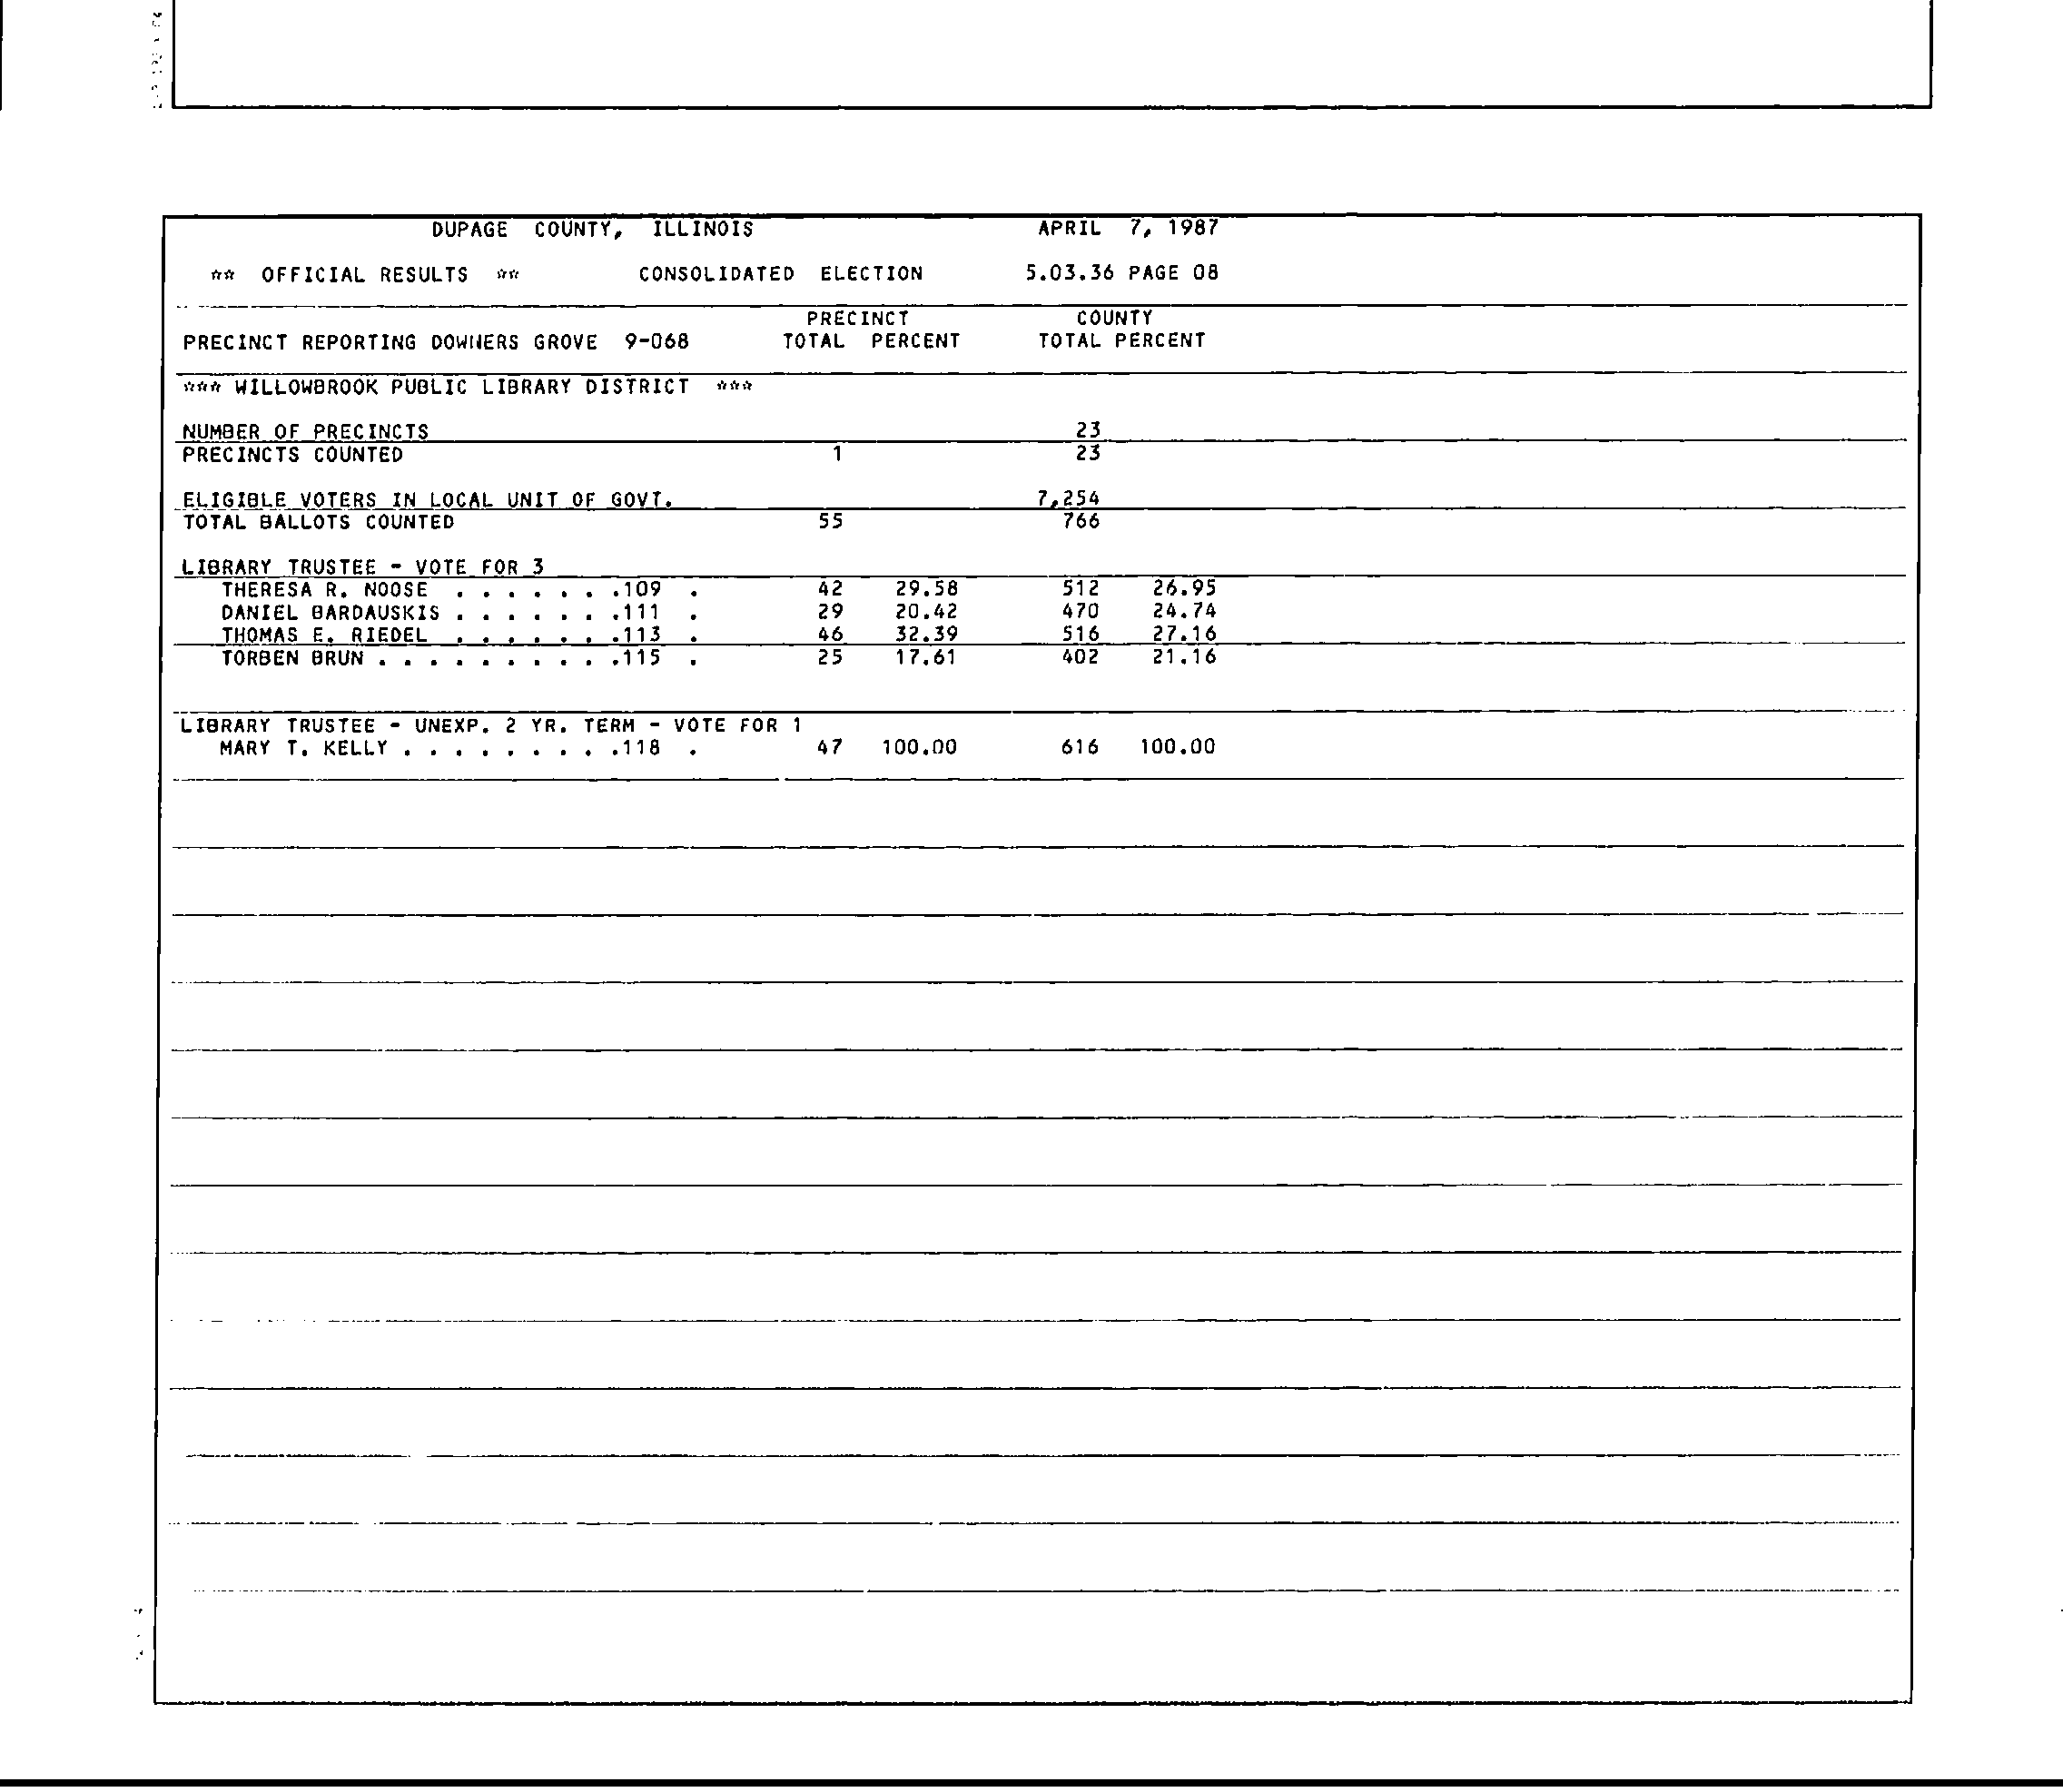 DUPAGE COUNTY, ILLINOIS APRIL 7, 1987
** OFFICIAL RESULTS ** CONSOLIDATED ELECTION 5.03.36 PAGE 08
PRECINCT COUNTY
PRECINCT REPORTING DOWNERS GROVE 9-068 TOTAL PERCENT TOTAL PERCENT
*** WILLOWBROOK PUBLIC LIBRARY DISTRICT ***
NUMBER OF PRECINCTS 23
PRECINCTS COUNTED 1 23
ELIGIBLE VOTERS IN LOCAL UNIT OF GOVT. 7,254
TOTAL BALLOTS COUNTED 55 766
LIBRARY TRUSTEE - VOTE FOR 3
THERESA R. NOOSE . . . . . . .109 . 42 29.58 512 26.95
DANIEL BARDAUSKIS . . . . . . .111 . 29 20.42 470 24.74
THOMAS E. RIEDEL . . . . . . .113 . 46 32.39 516 27.16
TORBEN BRUN . . . . . . . . . .115 . 25 17.61 402 21.16
LIBRARY TRUSTEE - UNEXP. 2 YR. TERM - VOTE FOR 1
MARY T. KELLY . . . . . . . . .118 . 47 100.00 616 100.00